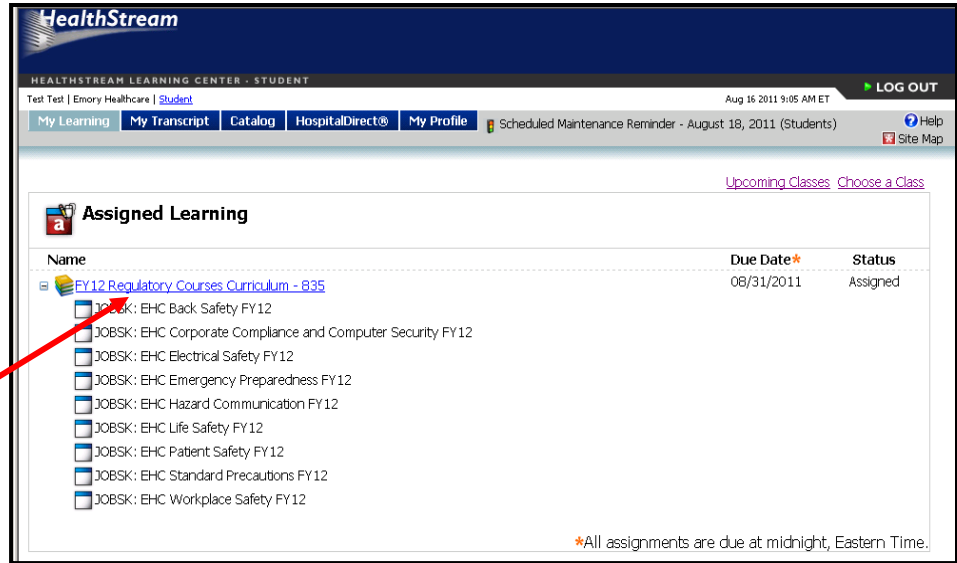 HealthStream
HEALTHSTREAM LEARNING CENTER - STUDENT
LOG OUT
Test Test | Emory Healthcare | Student
Aug 16 2011 9:05 AM ET
My Learning My Transcript Catalog HospitalDirect® My Profile Scheduled Maintenance Reminder - August 18, 2011 (Students) Help
Site Map
Upcoming Classes Choose a Class
a Assigned Learning
Name Due Date* Status
FY12 Regulatory Courses Curriculum - 835 08/31/2011 Assigned
JOBSK: EHC Back Safety FY12
JOBSK: EHC Corporate Compliance and Computer Security FY12
JOBSK: EHC Electrical Safety FY12
JOBSK: EHC Emergency Preparedness FY12
JOBSK: EHC Hazard Communication FY12
JOBSK: EHC Life Safety FY12
JOBSK: EHC Patient Safety FY12
JOBSK: EHC Standard Precautions FY12
JOBSK: EHC Workplace Safety FY12
*All assignments are due at midnight, Eastern Time.